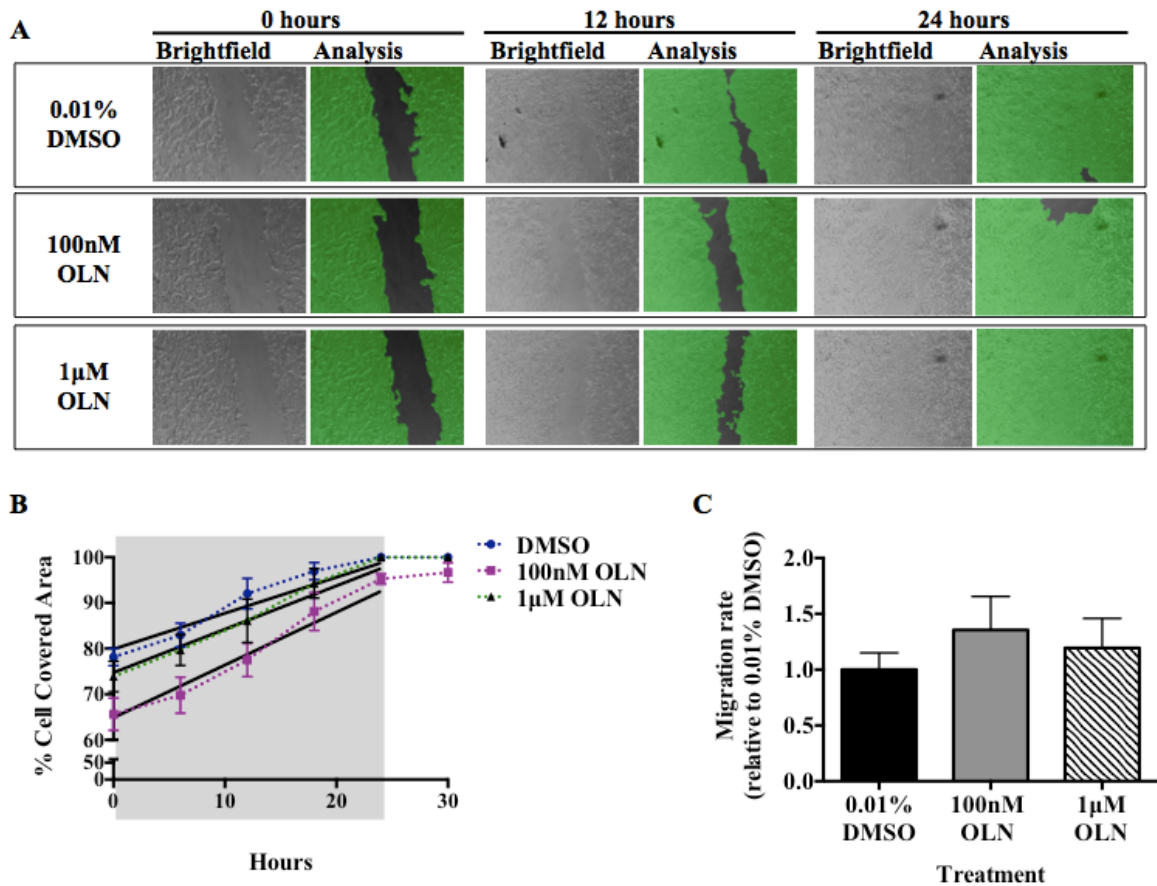 A
0 hours 12 hours 24 hours
Brightfield Analysis Brightfield Analysis Brightfield Analysis
0.01%
DMSO
100nM
OLN
1µM
OLN
B
% Cell Covered Area
100
90
80
70
60
50
0
0 10 20 30
Hours
DMSO
100nM OLN
1µM OLN
C
Migration rate
(relative to 0.01% DMSO)
2.0
1.5
1.0
0.5
0.0
0.01% 100nM 1µM
DMSO OLN OLN
Treatment